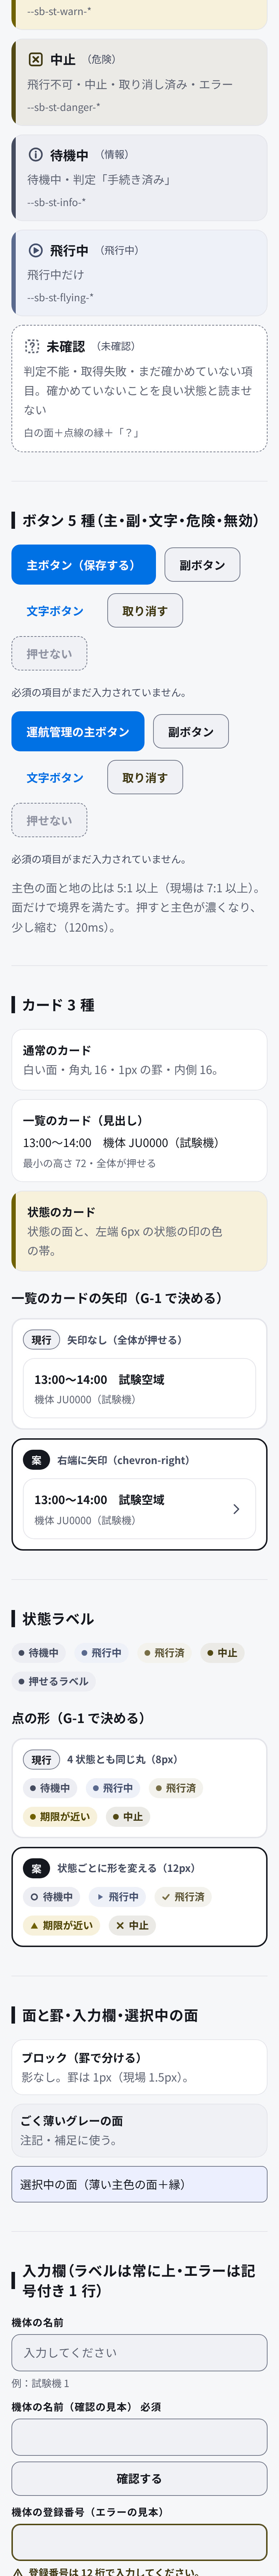 --sb-st-warn-*
中止 （危険）
飛行不可・中止・取り消し済み・エラー
--sb-st-danger-*
待機中 （情報）
待機中・判定「手続き済み」
--sb-st-info-*
飛行中 （飛行中）
飛行中だけ
--sb-st-flying-*
未確認 （未確認）
判定不能・取得失敗・まだ確かめていない項
目。確かめていないことを良い状態と読ませ
ない
白の面＋点線の縁＋「？」
ボタン 5 種（主・副・文字・危険・無効）
主ボタン（保存する） 副ボタン
文字ボタン 取り消す
押せない
必須の項目がまだ入力されていません。
運航管理の主ボタン 副ボタン
文字ボタン 取り消す
押せない
必須の項目がまだ入力されていません。
主色の面と地の比は 5:1 以上（現場は 7:1 以上）。
面だけで境界を満たす。押すと主色が濃くなり、
少し縮む（120ms）。
カード 3 種
通常のカード
白い面・角丸 16・1px の罫・内側 16。
一覧のカード（見出し）
13:00〜14:00 機体 JU0000（試験機）
最小の高さ 72・全体が押せる
状態のカード
状態の面と、左端 6px の状態の印の色
の帯。
一覧のカードの矢印（G-1 で決める）
現行 矢印なし（全体が押せる）
13:00〜14:00 試験空域
機体 JU0000（試験機）
案 右端に矢印（chevron-right）
13:00〜14:00 試験空域
機体 JU0000（試験機）
状態ラベル
待機中 飛行中 飛行済 中止
押せるラベル
点の形（G-1 で決める）
現行 4 状態とも同じ丸（8px）
待機中 飛行中 飛行済
期限が近い 中止
案 状態ごとに形を変える（12px）
待機中 飛行中 飛行済
期限が近い 中止
面と罫・入力欄・選択中の面
ブロック（罫で分ける）
影なし。罫は 1px（現場 1.5px）。
ごく薄いグレーの面
注記・補足に使う。
選択中の面（薄い主色の面＋縁）
入力欄（ラベルは常に上・エラーは記
号付き 1 行）
機体の名前
入力してください
例：試験機 1
機体の名前（確認の見本） 必須
確認する
機体の登録番号（エラーの見本）
登録番号は 12 桁で入力してください。